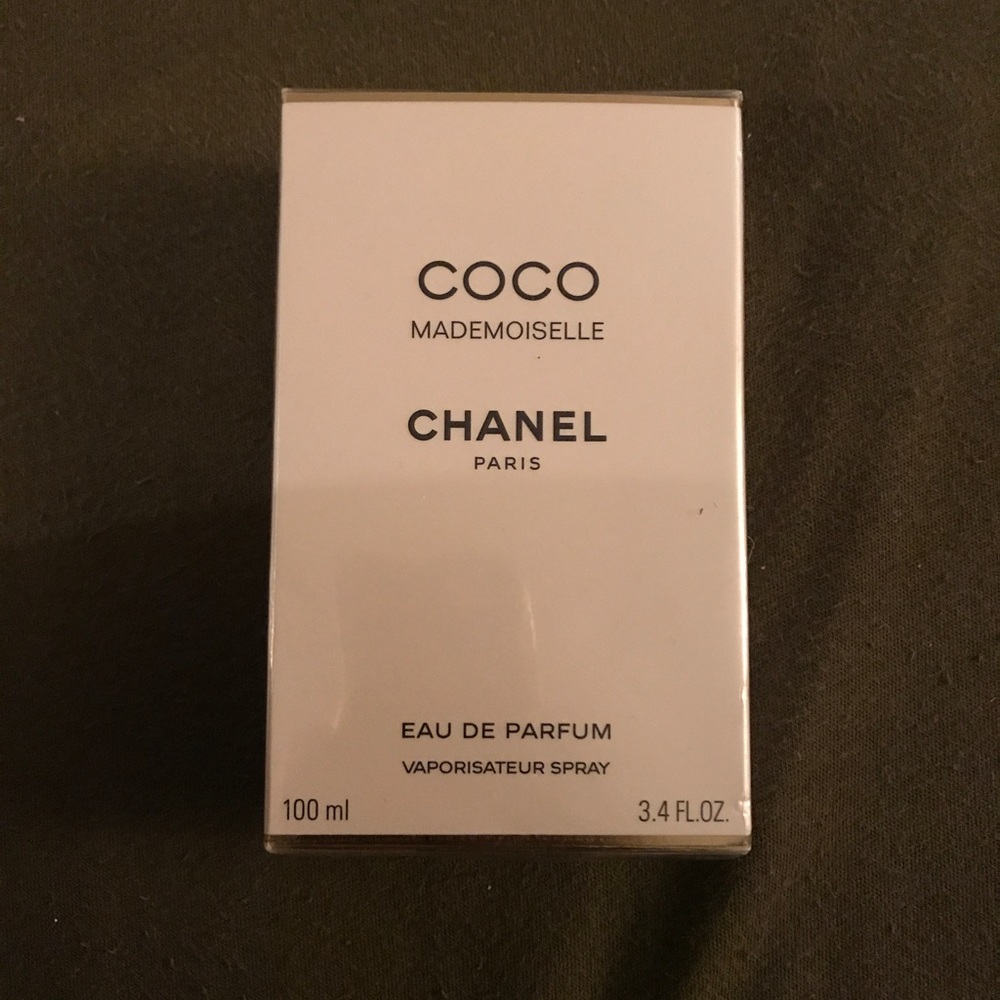 COCO
MADEMOISELLE
CHANEL
PARIS
EAU DE PARFUM
VAPORISATEUR SPRAY
100 ml 3.4 FL.OZ.